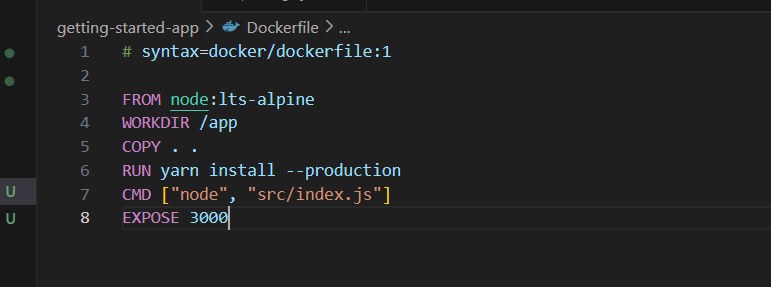 getting-started-app > Dockerfile > ...
1 # syntax=docker/dockerfile:1
2
3 FROM node:lts-alpine
4 WORKDIR /app
5 COPY . .
6 RUN yarn install --production
7 CMD ["node", "src/index.js"]
8 EXPOSE 3000
U
U